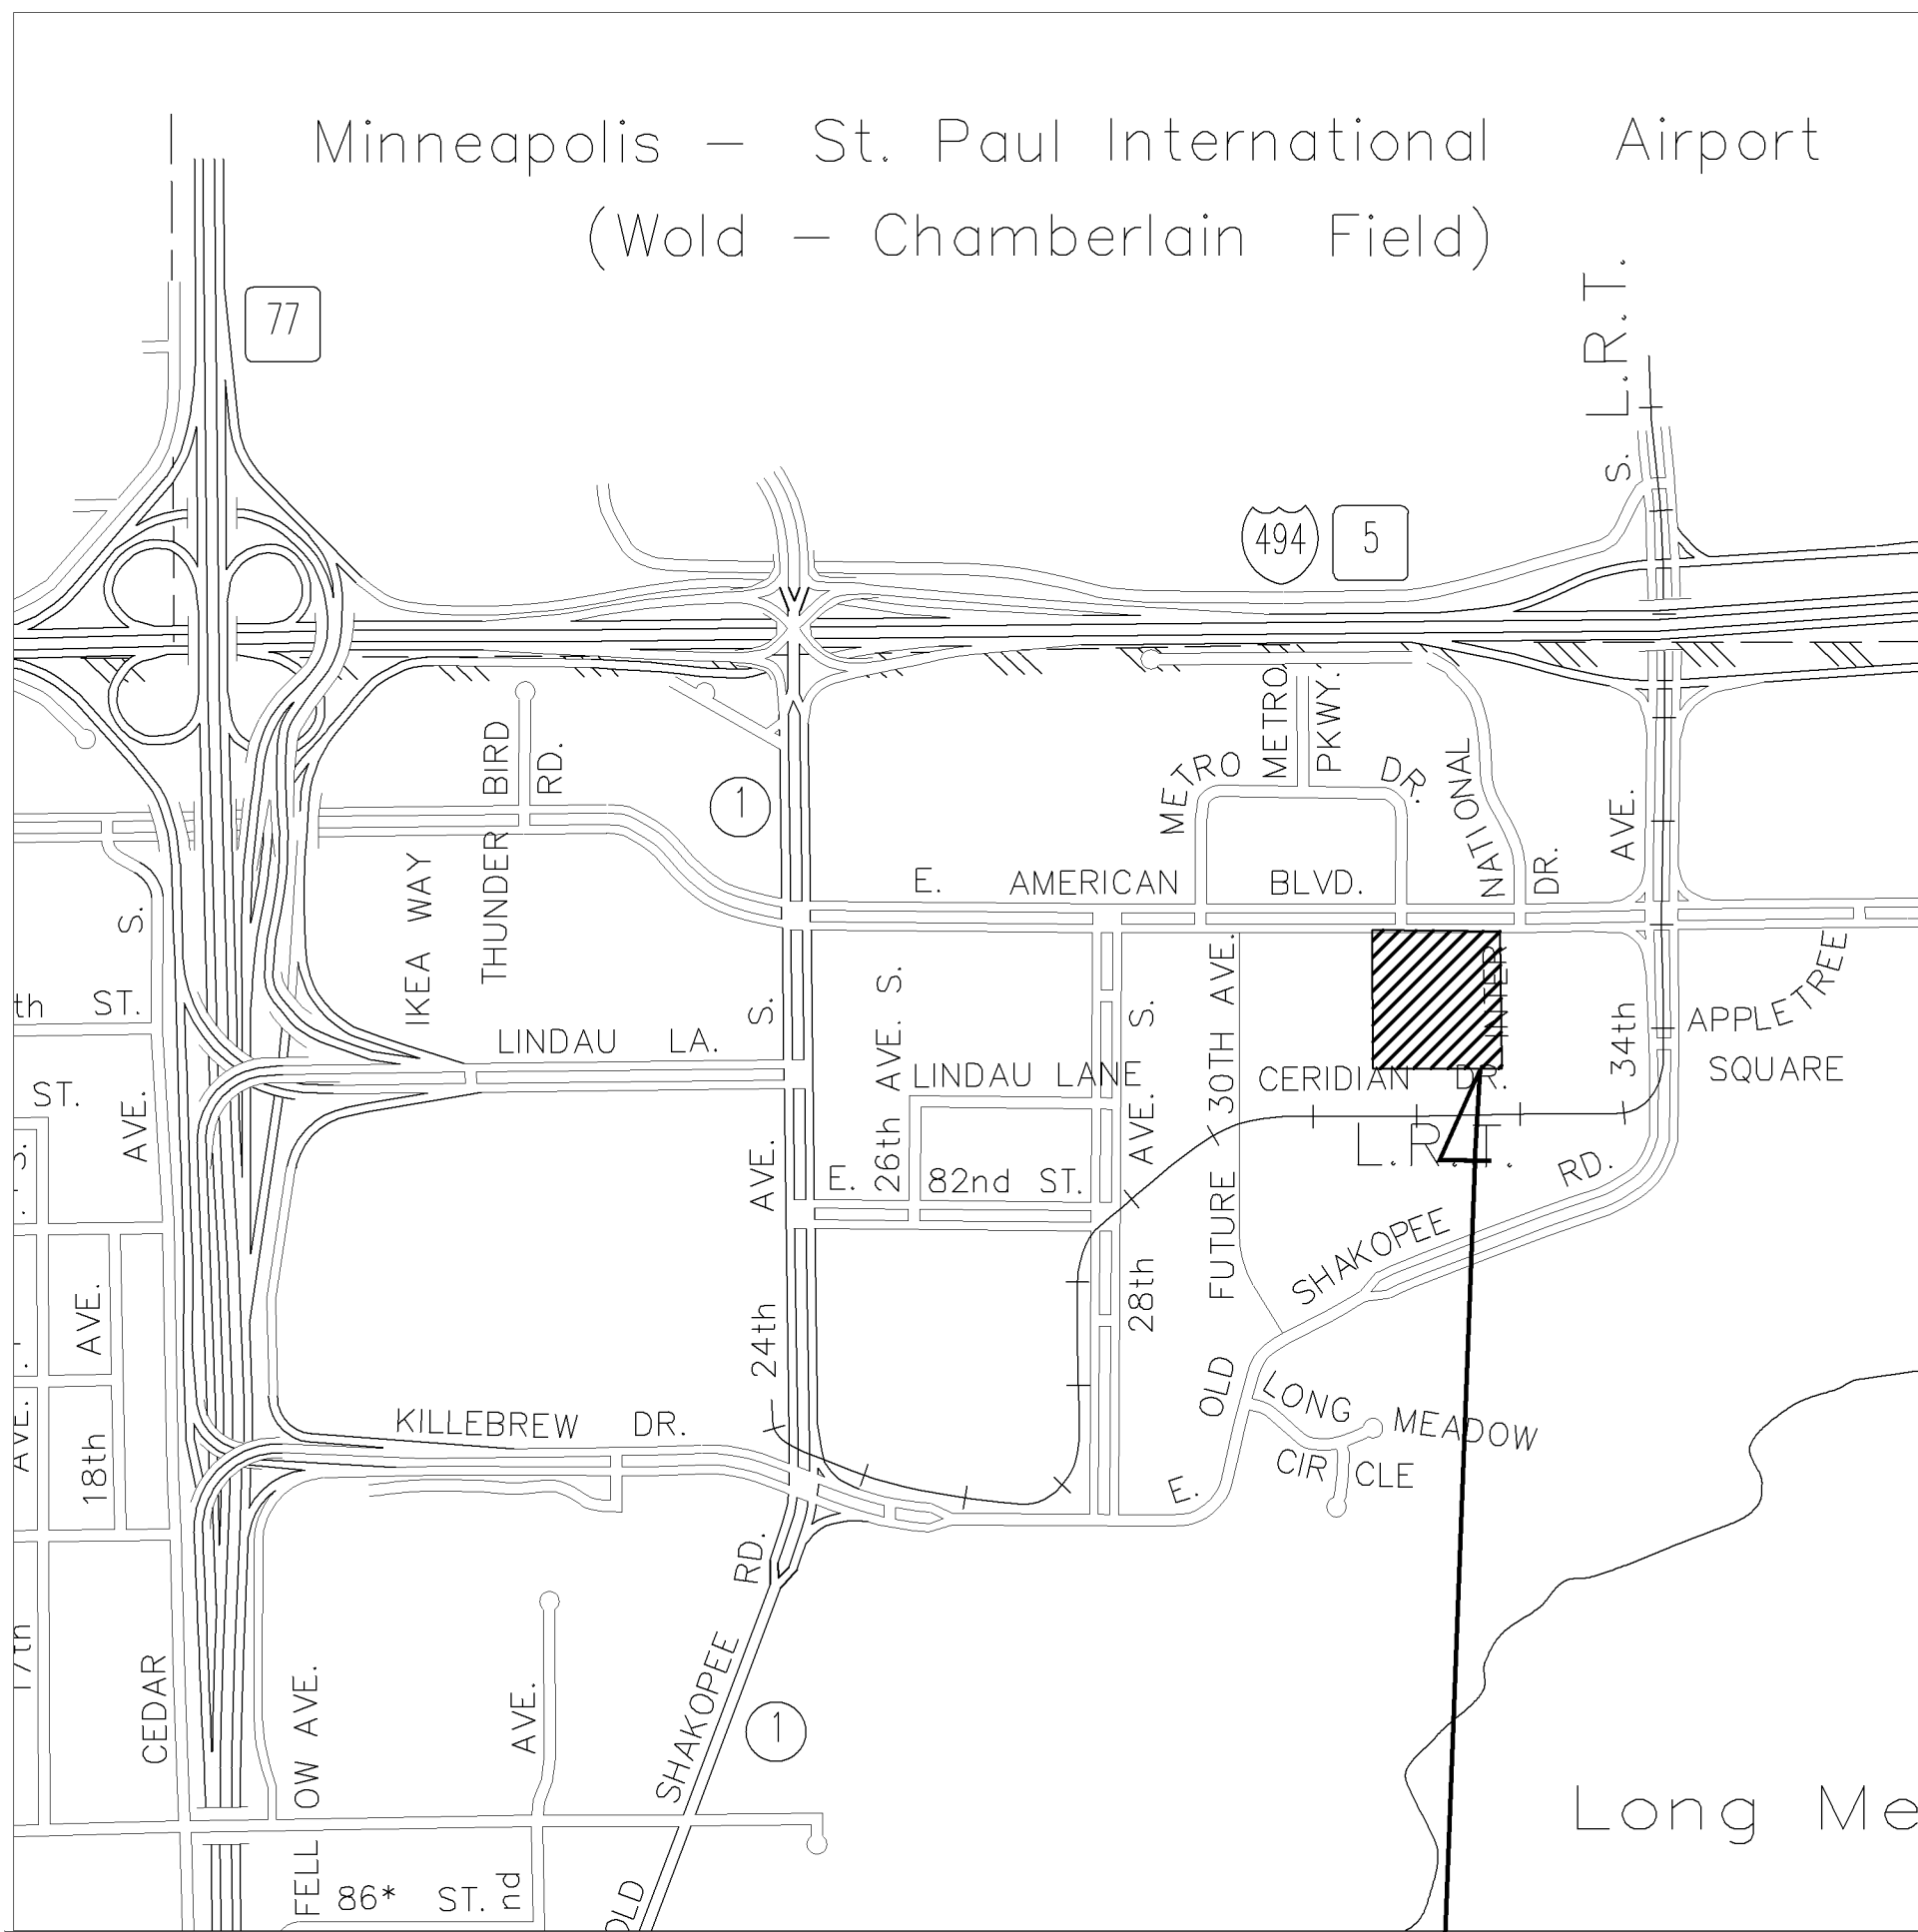 Minneapolis — St. Paul International Airport
(Wold — Chamberlain Field)
77
L.R.T.
S.
494
5
METRO
PKWY.
METRO
DR.
NATIONAL
DR.
INTER
AVE.
34th
THUNDER BIRD
RD.
IKEA WAY
1
E. AMERICAN BLVD.
S.
AVE.
CEDAR
th ST.
ST.
LINDAU LA.
S.
AVE.
24th
26th AVE. S.
LINDAU LANE
S.
AVE.
28th
FUTURE 30TH AVE.
CERIDIAN DR.
L.R.T.
APPLETREE
SQUARE
E. 82nd ST.
RD.
SHAKOPEE
OLD
E.
LONG MEADOW
CIR CLE
S.
AVE.
18th
AVE.
17th
KILLEBREW DR.
RD.
SHAKOPEE
OLD
1
OW AVE.
FELL
AVE.
nd
86* ST.
Long Me